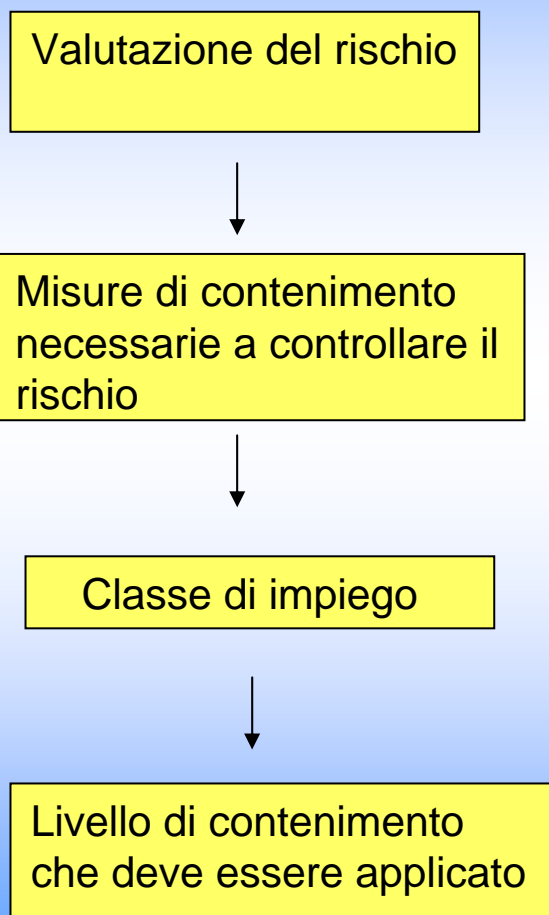 Valutazione del rischio
Misure di contenimento
necessarie a controllare il
rischio
Classe di impiego
Livello di contenimento
che deve essere applicato